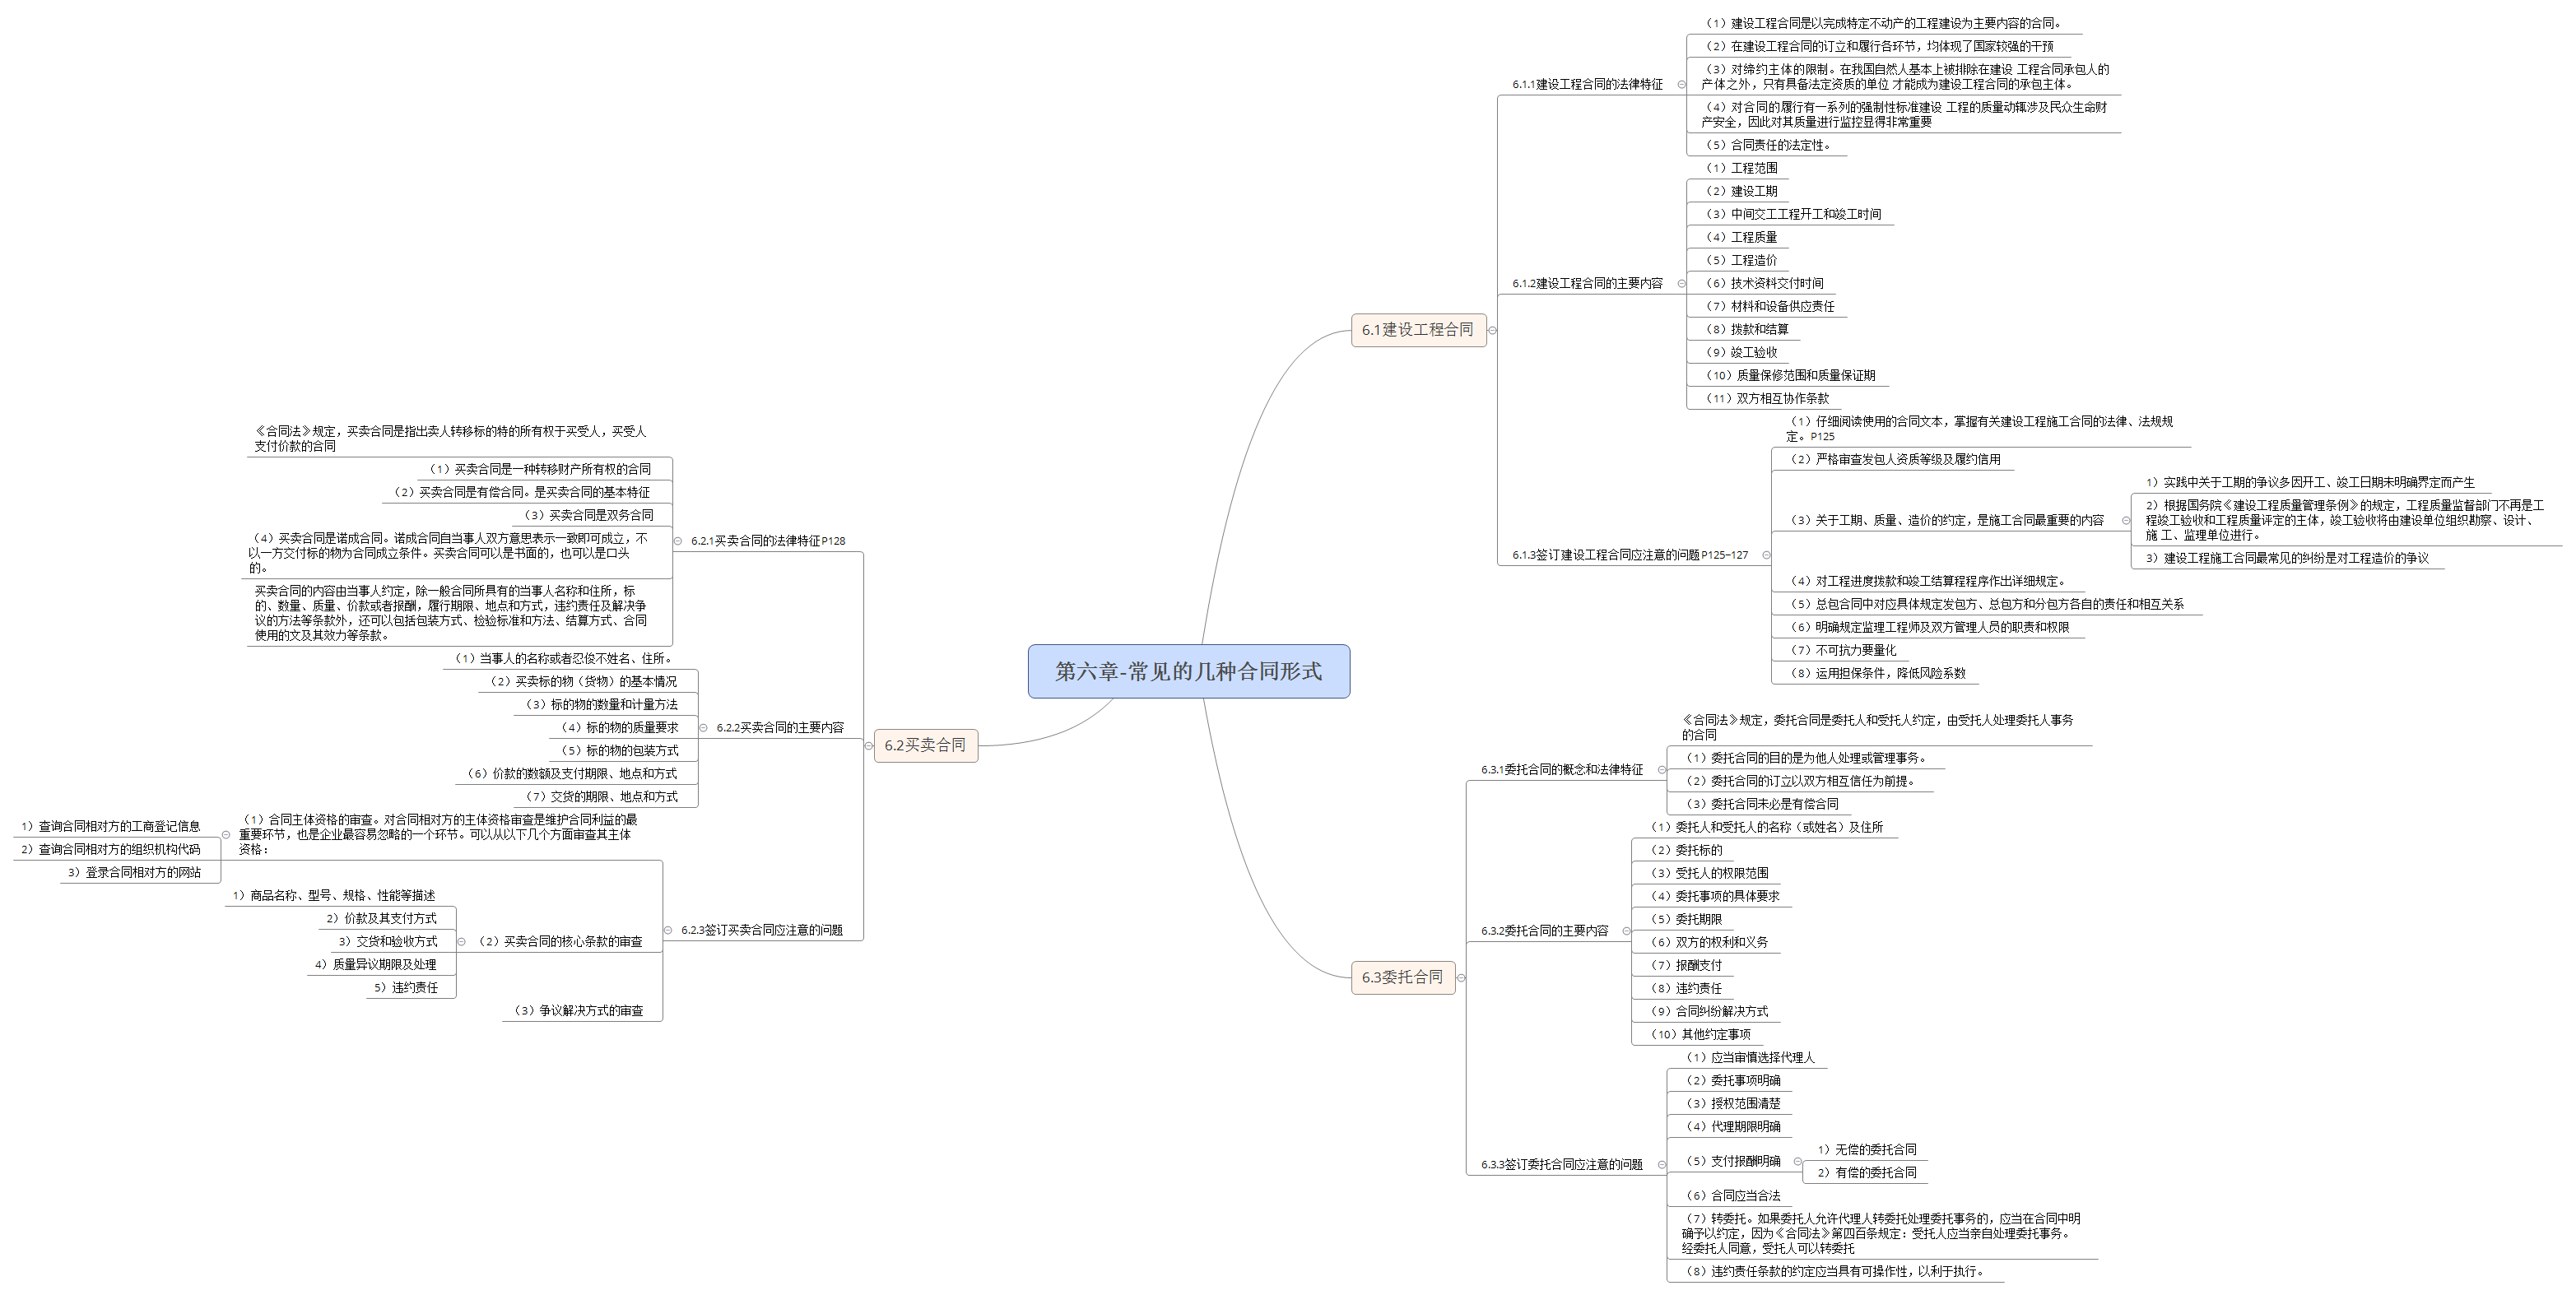 第六章-常见的几种合同形式
6.1建设工程合同
6.1.1建设工程合同的法律特征
（1）建设工程合同是以完成特定不动产的工程建设为主要内容的合同。
（2）在建设工程合同的订立和履行各环节，均体现了国家较强的干预
（3）对缔约主体的限制。在我国自然人基本上被排除在建设 工程合同承包人的
产体之外，只有具备法定资质的单位 才能成为建设工程合同的承包主体。
（4）对合同的履行有一系列的强制性标准建设 工程的质量动辄涉及民众生命财
产安全，因此对其质量进行监控显得非常重要
（5）合同责任的法定性。
6.1.2建设工程合同的主要内容
（1）工程范围
（2）建设工期
（3）中间交工工程开工和竣工时间
（4）工程质量
（5）工程造价
（6）技术资料交付时间
（7）材料和设备供应责任
（8）拨款和结算
（9）竣工验收
（10）质量保修范围和质量保证期
（11）双方相互协作条款
6.1.3签订建设工程合同应注意的问题P125-127
（1）仔细阅读使用的合同文本，掌握有关建设工程施工合同的法律、法规规
定。P125
（2）严格审查发包人资质等级及履约信用
（3）关于工期、质量、造价的约定，是施工合同最重要的内容
1）实践中关于工期的争议多因开工、竣工日期未明确界定而产生
2）根据国务院《建设工程质量管理条例》的规定，工程质量监督部门不再是工
程竣工验收和工程质量评定的主体，竣工验收将由建设单位组织勘察、设计、
施 工、监理单位进行。
3）建设工程施工合同最常见的纠纷是对工程造价的争议
（4）对工程进度拨款和竣工结算程程序作出详细规定。
（5）总包合同中对应具体规定发包方、总包方和分包方各自的责任和相互关系
（6）明确规定监理工程师及双方管理人员的职责和权限
（7）不可抗力要量化
（8）运用担保条件，降低风险系数
6.2买卖合同
6.2.1买卖合同的法律特征P128
《合同法》规定，买卖合同是指出卖人转移标的特的所有权于买受人，买受人
支付价款的合同
（1）买卖合同是一种转移财产所有权的合同
（2）买卖合同是有偿合同。是买卖合同的基本特征
（3）买卖合同是双务合同
（4）买卖合同是诺成合同。诺成合同自当事人双方意思表示一致即可成立，不
以一方交付标的物为合同成立条件。买卖合同可以是书面的，也可以是口头
的。
买卖合同的内容由当事人约定，除一般合同所具有的当事人名称和住所，标
的、数量、质量、价款或者报酬，履行期限、地点和方式，违约责任及解决争
议的方法等条款外，还可以包括包装方式、检验标准和方法、结算方式、合同
使用的文及其效力等条款。
6.2.2买卖合同的主要内容
（1）当事人的名称或者忍俊不姓名、住所。
（2）买卖标的物（货物）的基本情况
（3）标的物的数量和计量方法
（4）标的物的质量要求
（5）标的物的包装方式
（6）价款的数额及支付期限、地点和方式
（7）交货的期限、地点和方式
6.2.3签订买卖合同应注意的问题
（1）合同主体资格的审查。对合同相对方的主体资格审查是维护合同利益的最
重要环节，也是企业最容易忽略的一个环节。可以从以下几个方面审查其主体
资格：
1）查询合同相对方的工商登记信息
2）查询合同相对方的组织机构代码
3）登录合同相对方的网站
（2）买卖合同的核心条款的审查
1）商品名称、型号、规格、性能等描述
2）价款及其支付方式
3）交货和验收方式
4）质量异议期限及处理
5）违约责任
（3）争议解决方式的审查
6.3委托合同
6.3.1委托合同的概念和法律特征
《合同法》规定，委托合同是委托人和受托人约定，由受托人处理委托人事务
的合同
（1）委托合同的目的是为他人处理或管理事务。
（2）委托合同的订立以双方相互信任为前提。
（3）委托合同未必是有偿合同
6.3.2委托合同的主要内容
（1）委托人和受托人的名称（或姓名）及住所
（2）委托标的
（3）受托人的权限范围
（4）委托事项的具体要求
（5）委托期限
（6）双方的权利和义务
（7）报酬支付
（8）违约责任
（9）合同纠纷解决方式
（10）其他约定事项
6.3.3签订委托合同应注意的问题
（1）应当审慎选择代理人
（2）委托事项明确
（3）授权范围清楚
（4）代理期限明确
（5）支付报酬明确
1）无偿的委托合同
2）有偿的委托合同
（6）合同应当合法
（7）转委托。如果委托人允许代理人转委托处理委托事务的，应当在合同中明
确予以约定，因为《合同法》第四百条规定：受托人应当亲自处理委托事务。
经委托人同意，受托人可以转委托
（8）违约责任条款的约定应当具有可操作性，以利于执行。